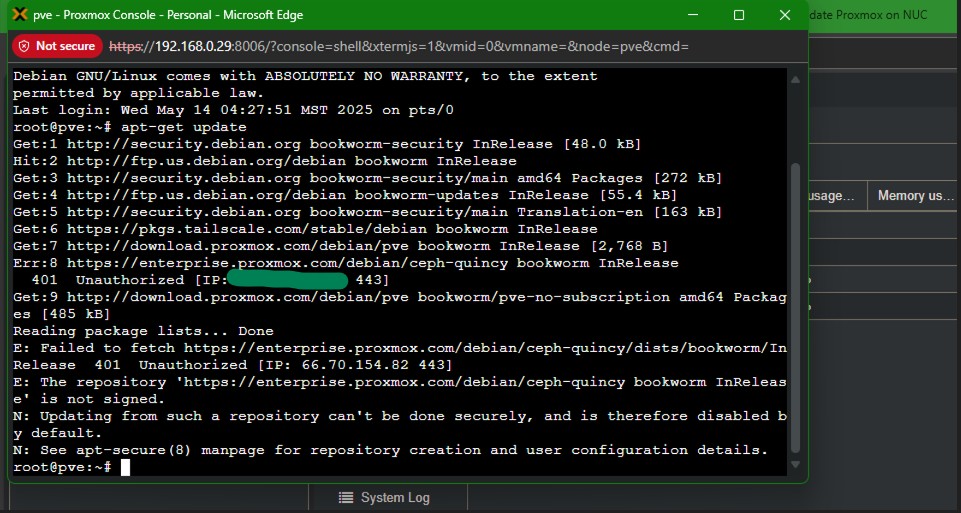 pve - Proxmox Console - Personal - Microsoft Edge
date Proxmox on NUC
Not secure https://192.168.0.29:8006/?console=shell&xtermjs=1&vmid=0&vmname=&node=pve&cmd=
Debian GNU/Linux comes with ABSOLUTELY NO WARRANTY, to the extent
permitted by applicable law.
Last login: Wed May 14 04:27:51 MST 2025 on pts/0
root@pve:~# apt-get update
Get:1 http://security.debian.org bookworm-security InRelease [48.0 kB]
Hit:2 http://ftp.us.debian.org/debian bookworm InRelease
Get:3 http://security.debian.org bookworm-security/main amd64 Packages [272 kB]
Get:4 http://ftp.us.debian.org/debian bookworm-updates InRelease [55.4 kB]
Get:5 http://security.debian.org bookworm-security/main Translation-en [163 kB]
Get:6 https://pkgs.tailscale.com/stable/debian bookworm InRelease
Get:7 http://download.proxmox.com/debian/pve bookworm InRelease [2,768 B]
Err:8 https://enterprise.proxmox.com/debian/ceph-quincy bookworm InRelease
401 Unauthorized [IP: 443]
Get:9 http://download.proxmox.com/debian/pve bookworm/pve-no-subscription amd64 Packag
es [485 kB]
Reading package lists... Done
E: Failed to fetch https://enterprise.proxmox.com/debian/ceph-quincy/dists/bookworm/In
Release 401 Unauthorized [IP: 66.70.154.82 443]
E: The repository 'https://enterprise.proxmox.com/debian/ceph-quincy bookworm InReleas
e' is not signed.
N: Updating from such a repository can't be done securely, and is therefore disabled b
y default.
N: See apt-secure(8) manpage for repository creation and user configuration details.
root@pve:~#
usage... Memory us...
System Log